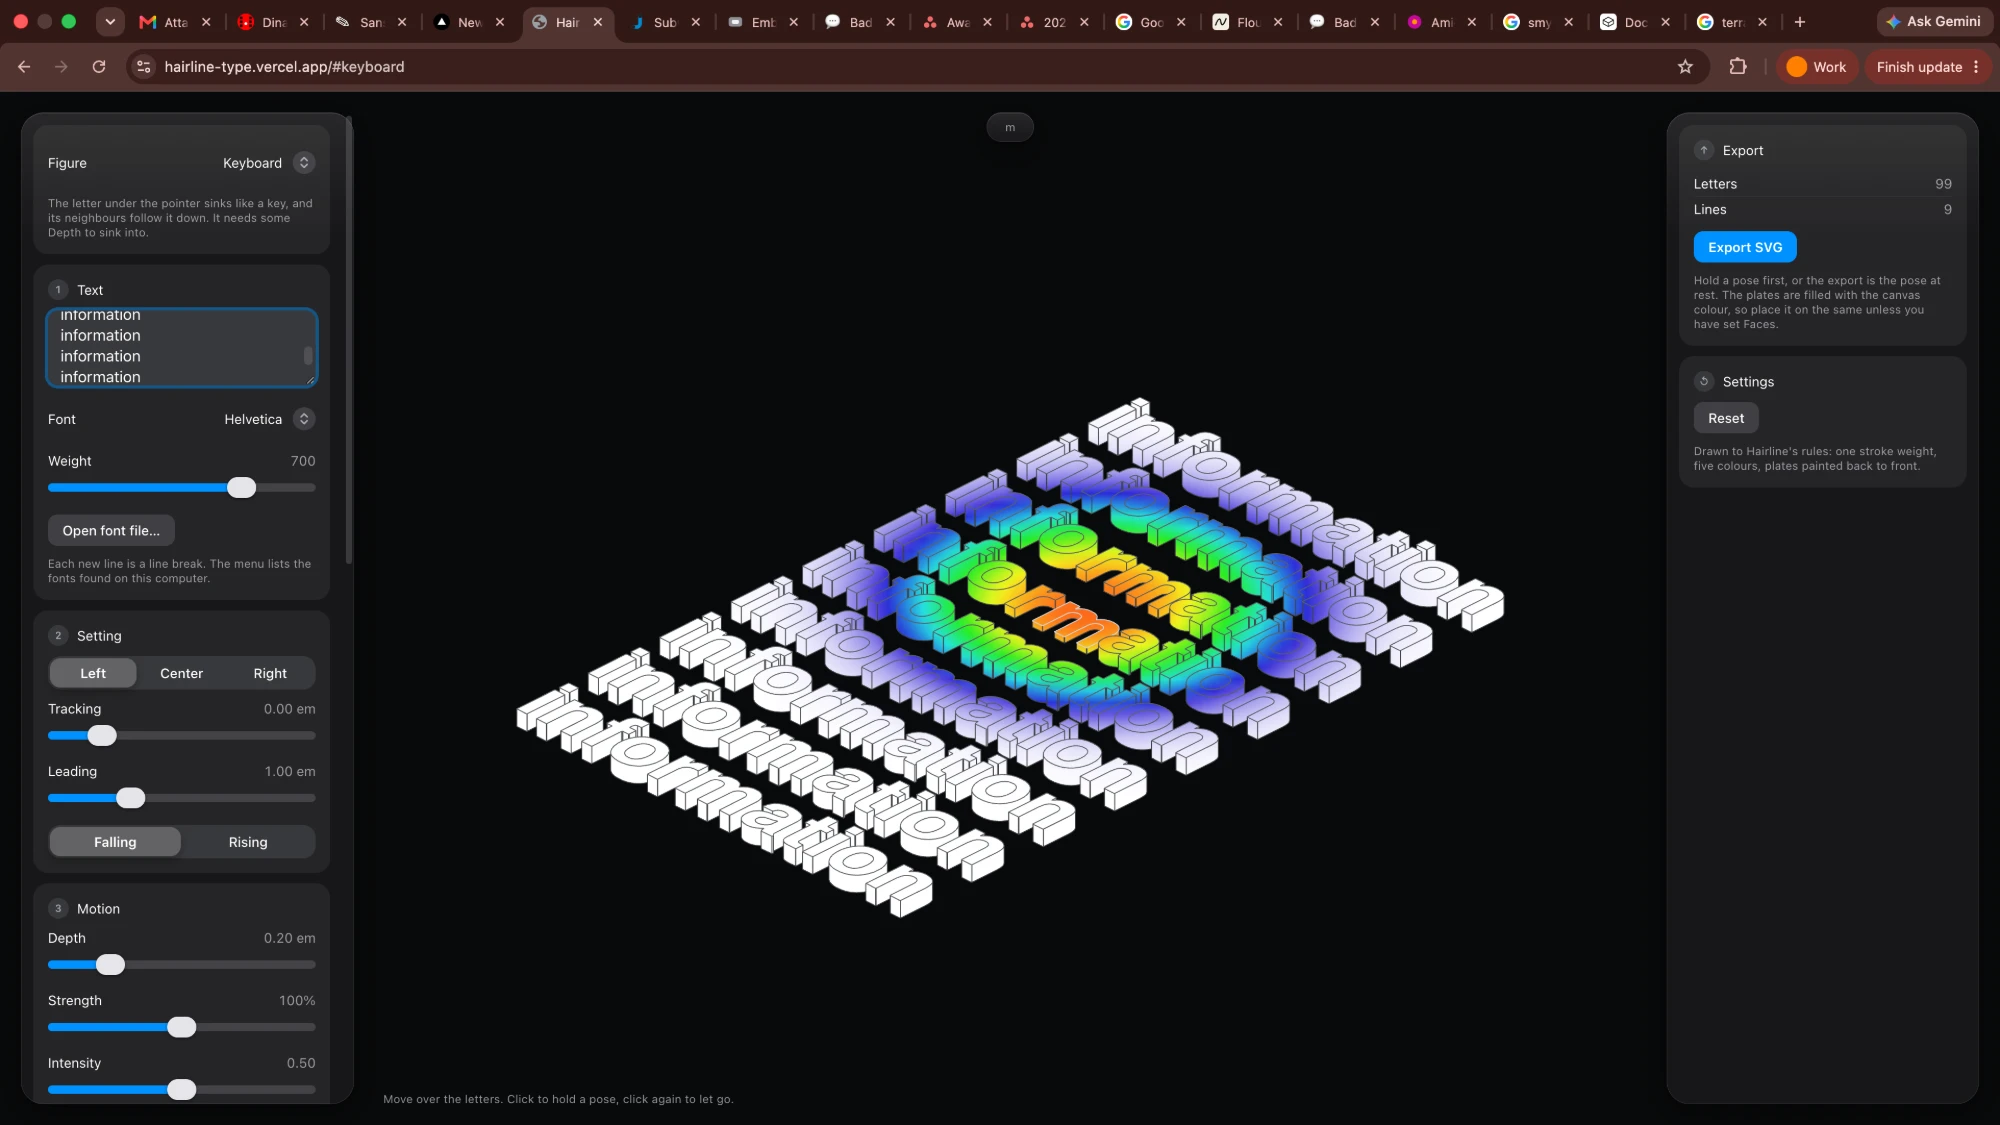 Atta
Dina
San
New
Hair
Sub
Emb
Bad
Awa
202
Goo
Flou
Bad
Ami
smy
Doc
terr
Ask Gemini
hairline-type.vercel.app/#keyboard
Work
Finish update
Figure
Keyboard
The letter under the pointer sinks like a key, and
its neighbours follow it down. It needs some
Depth to sink into.
1 Text
information
information
information
information
Font
Helvetica
Weight
700
Open font file...
Each new line is a line break. The menu lists the
fonts found on this computer.
2 Setting
Left Center Right
Tracking
0.00 em
Leading
1.00 em
Falling Rising
3 Motion
Depth
0.20 em
Strength
100%
Intensity
0.50
m
information
information
information
information
information
information
information
information
information
Move over the letters. Click to hold a pose, click again to let go.
Export
Letters
99
Lines
9
Export SVG
Hold a pose first, or the export is the pose at
rest. The plates are filled with the canvas
colour, so place it on the same unless you
have set Faces.
Settings
Reset
Drawn to Hairline's rules: one stroke weight,
five colours, plates painted back to front.